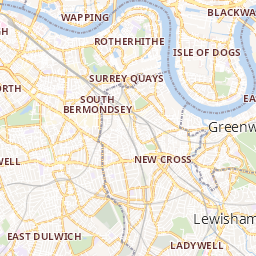 WAPPING
BLACKWA
GH
ROTHERHITHE
ISLE OF DOGS
SURREY QUAYS
ORTH
SOUTH
BERMONDSEY
EA
Greenw
WELL
NEW CROSS
Lewisham
EAST DULWICH
LADYWELL